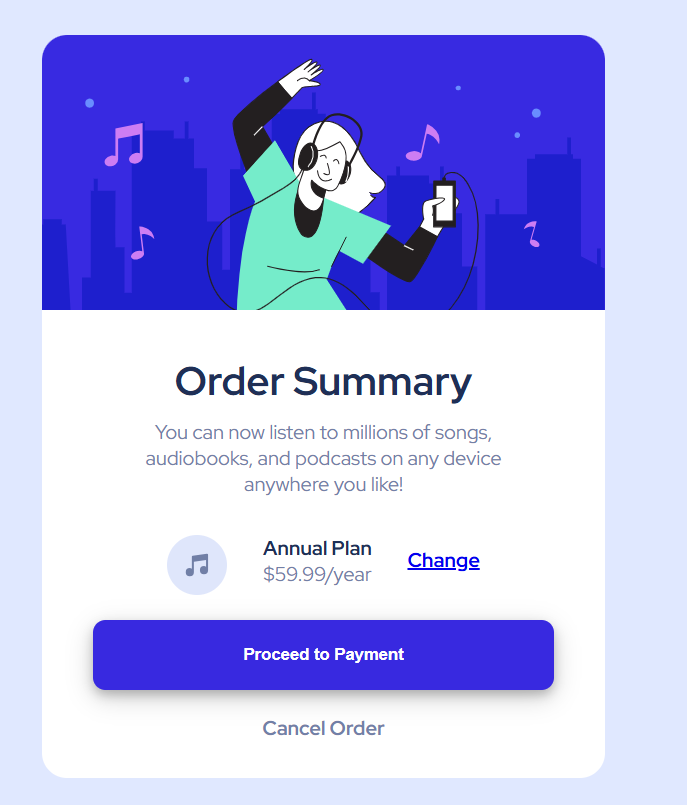 Order Summary
You can now listen to millions of songs,
audiobooks, and podcasts on any device
anywhere you like!
Annual Plan
$59.99/year
Change
Proceed to Payment
Cancel Order